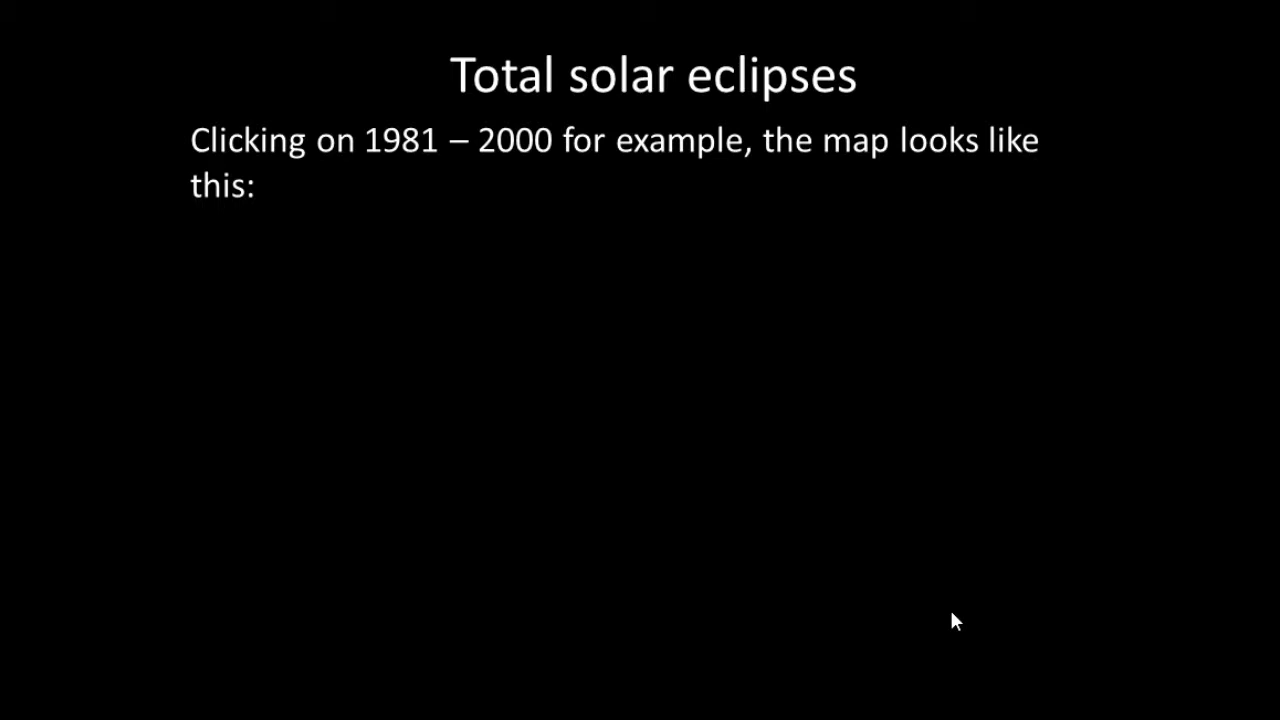 Total solar eclipses
Clicking on 1981 – 2000 for example, the map looks like
this: